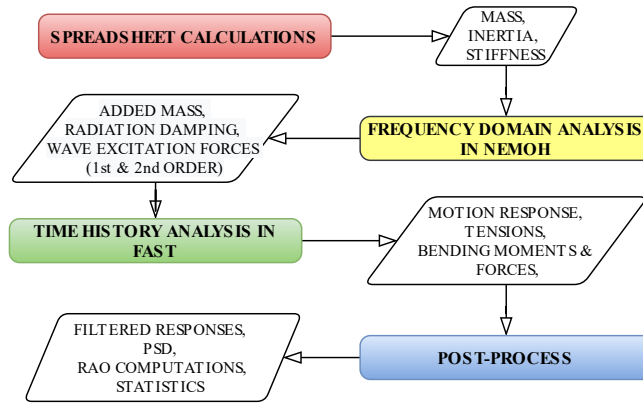 SPREADSHEET CALCULATIONS
MASS,
INERTIA,
STIFFNESS
ADDED MASS,
RADIATION DAMPING,
WAVE EXCITATION FORCES
(1st & 2nd ORDER)
FREQUENCY DOMAIN ANALYSIS
IN NEMOH
TIME HISTORY ANALYSIS IN
FAST
MOTION RESPONSE,
TENSIONS,
BENDING MOMENTS &
FORCES,
FILTERED RESPONSES,
PSD,
RAO COMPUTATIONS,
STATISTICS
POST-PROCESS